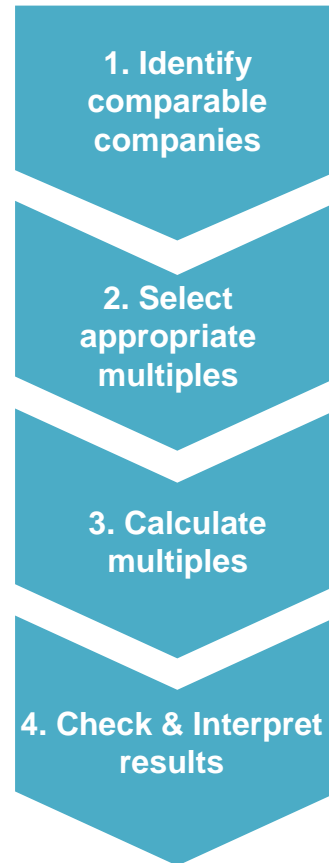 1. Identify
comparable
companies
2. Select
appropriate
multiples
3. Calculate
multiples
4. Check & Interpret
results